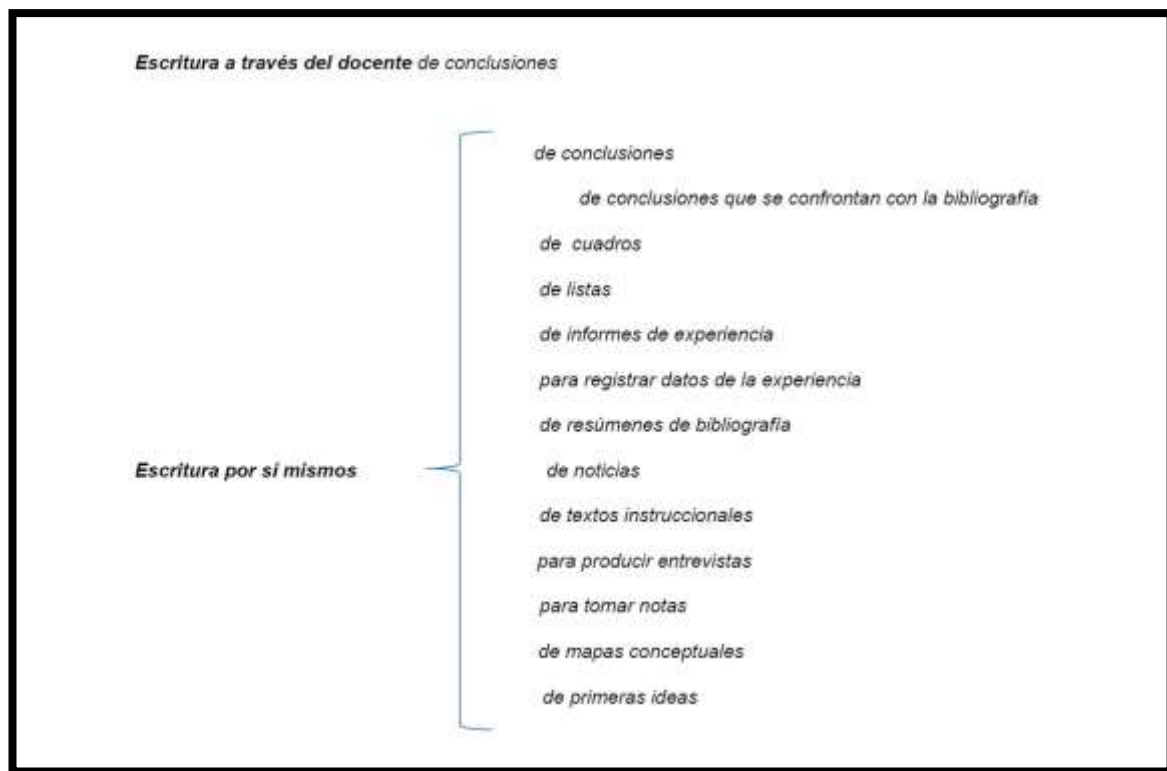 Escritura a través del docente de conclusiones
de conclusiones
de conclusiones que se confrontan con la bibliografía
de cuadros
de listas
de informes de experiencia
para registrar datos de la experiencia
de resúmenes de bibliografía
Escritura por sí mismos
de noticias
de textos instruccionales
para producir entrevistas
para tomar notas
de mapas conceptuales
de primeras ideas